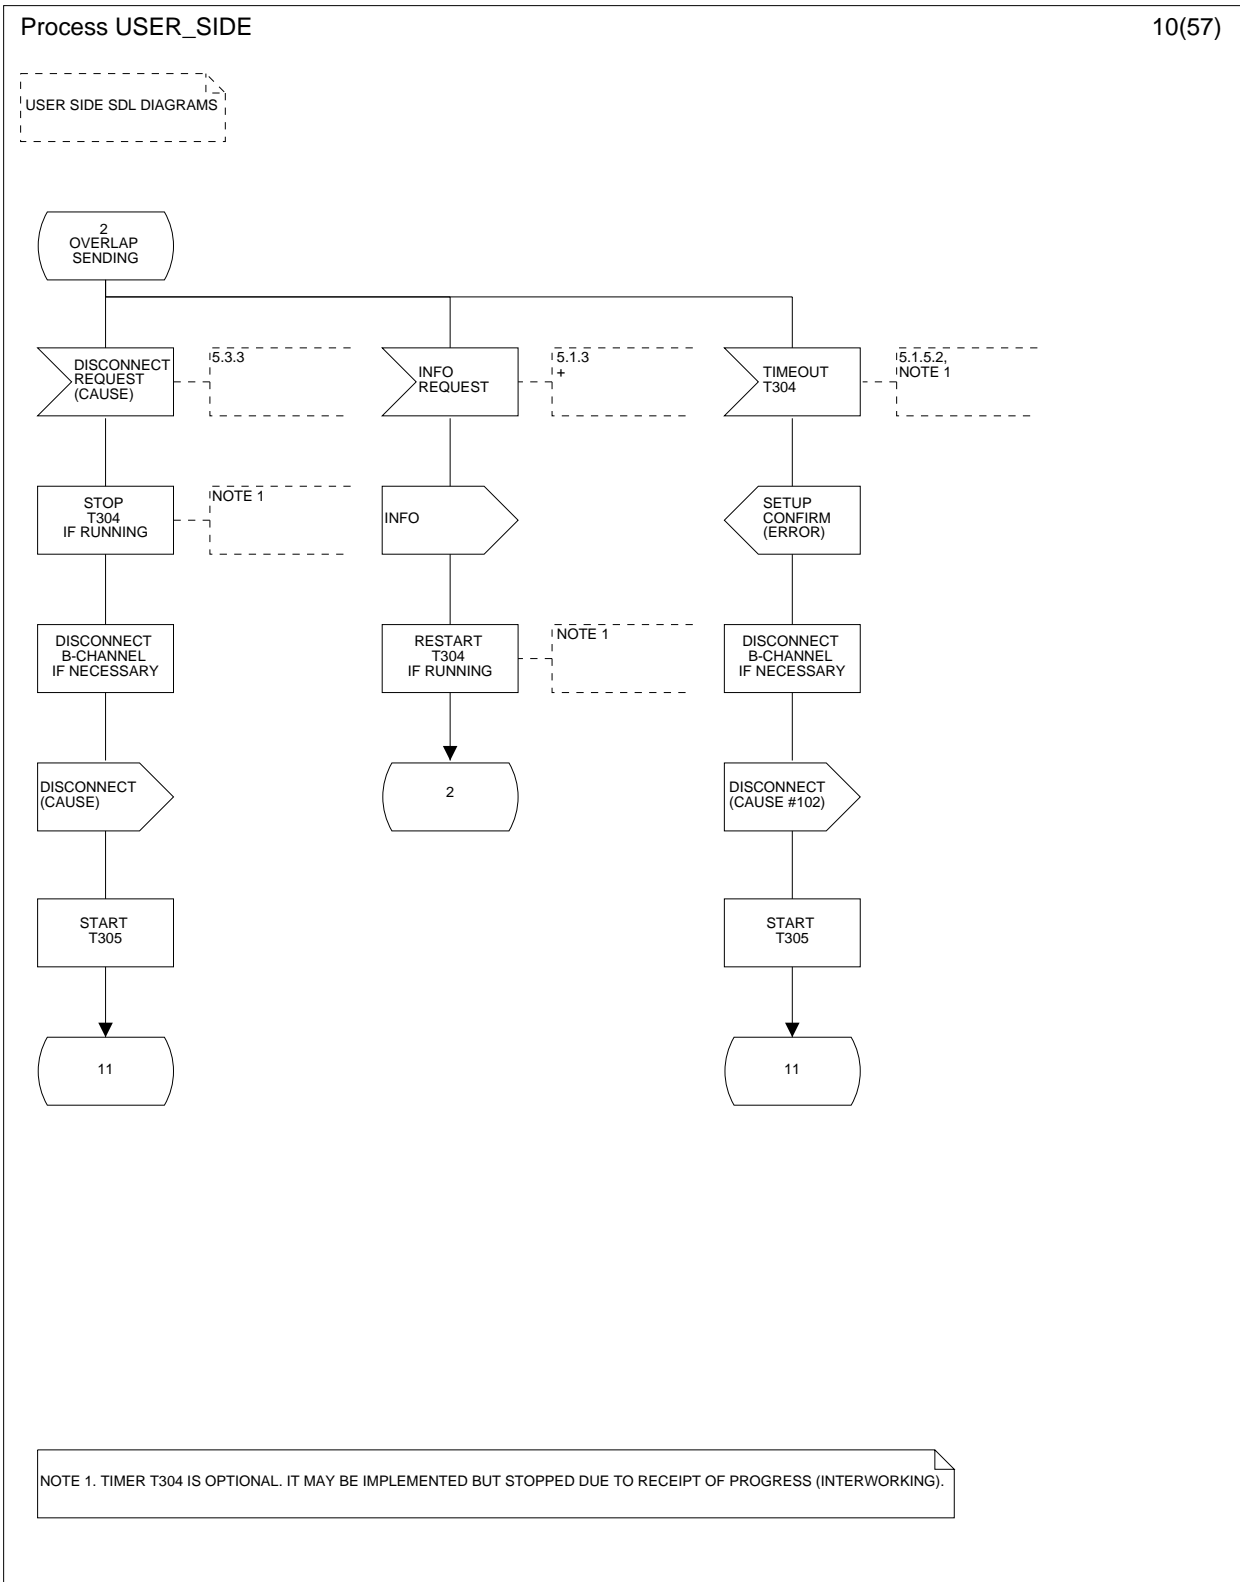 Process USER_SIDE
10(57)
USER SIDE SDL DIAGRAMS
2
OVERLAP
SENDING
DISCONNECT
REQUEST
(CAUSE)
5.3.3
INFO
REQUEST
5.1.3
+
TIMEOUT
T304
5.1.5.2,
NOTE 1
STOP
T304
IF RUNNING
NOTE 1
INFO
SETUP
CONFIRM
(ERROR)
DISCONNECT
B-CHANNEL
IF NECESSARY
RESTART
T304
IF RUNNING
NOTE 1
DISCONNECT
B-CHANNEL
IF NECESSARY
DISCONNECT
(CAUSE)
2
DISCONNECT
(CAUSE #102)
START
T305
START
T305
11
11
NOTE 1. TIMER T304 IS OPTIONAL. IT MAY BE IMPLEMENTED BUT STOPPED DUE TO RECEIPT OF PROGRESS (INTERWORKING).